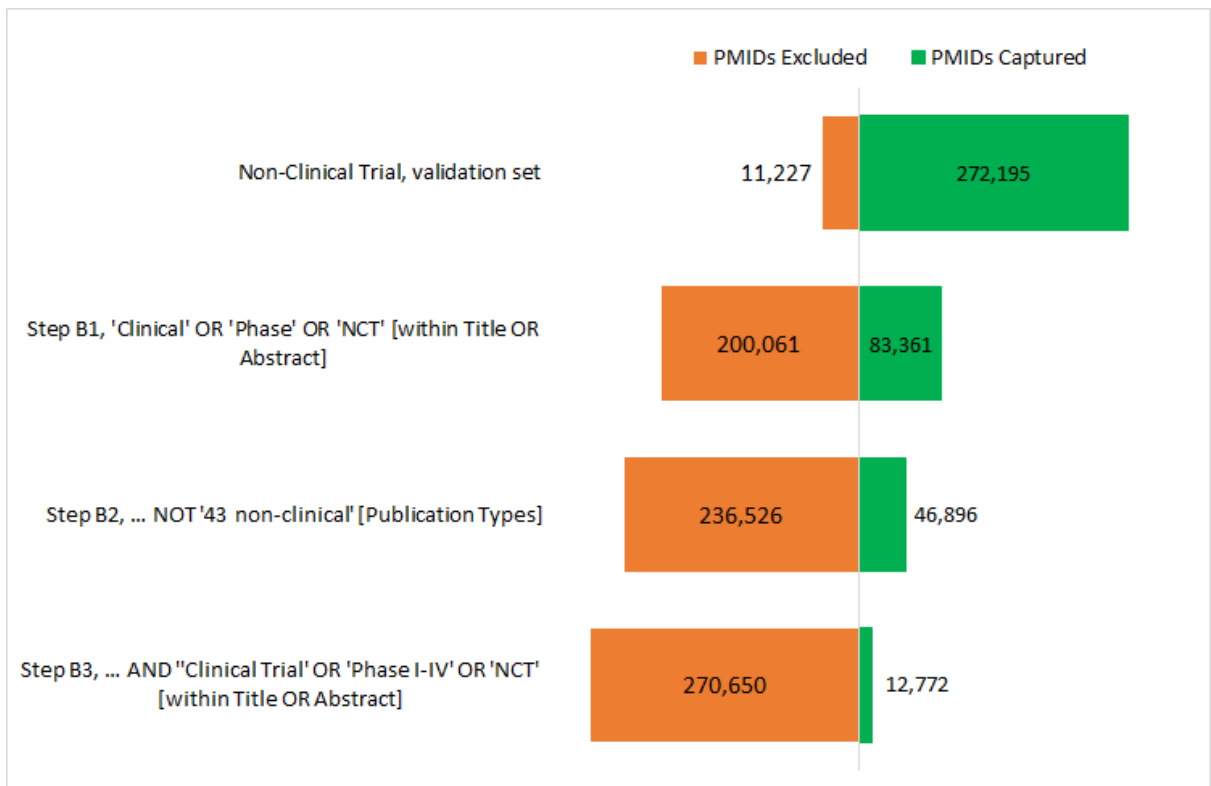 PMIDs Excluded PMIDs Captured
Non-Clinical Trial, validation set
11,227
272,195
Step B1, 'Clinical' OR 'Phase' OR 'NCT' [within Title OR
Abstract]
200,061
83,361
Step B2, ... NOT '43 non-clinical' [Publication Types]
236,526
46,896
Step B3, ... AND "Clinical Trial' OR 'Phase I-IV' OR 'NCT'
[within Title OR Abstract]
270,650
12,772